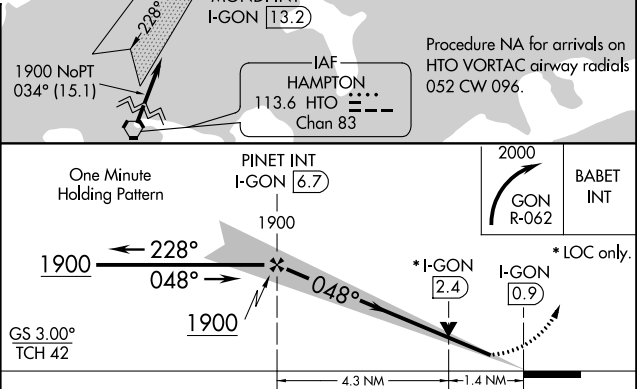 228°
MONDI INT
I-GON 13.2
1900 NoPT
034° (15.1)
IAF
HAMPTON
113.6 HTO
Chan 83
Procedure NA for arrivals on
HTO VORTAC airway radials
052 CW 096.
One Minute
Holding Pattern
PINET INT
I-GON 6.7
1900
2000
GON
R-062
BABET
INT
* LOC only.
1900
228°
048°
048°
1900
* I-GON
2.4
I-GON
0.9
GS 3.00°
TCH 42
4.3 NM
1.4 NM